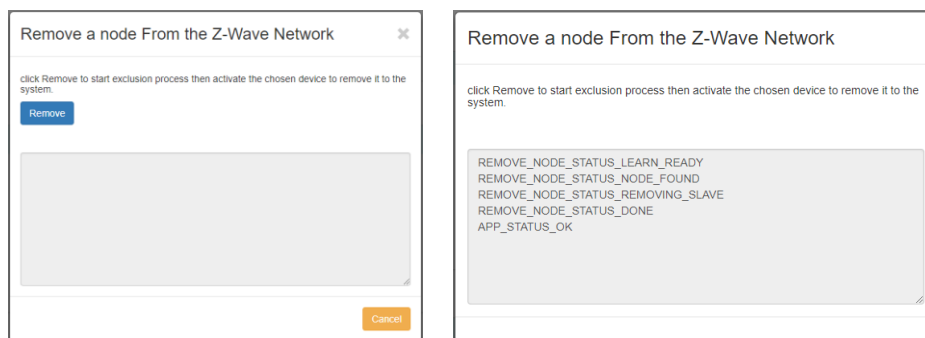 Remove a node From the Z-Wave Network
click Remove to start exclusion process then activate the chosen device to remove it to the
system.
Remove
Cancel
Remove a node From the Z-Wave Network
click Remove to start exclusion process then activate the chosen device to remove it to the
system.
REMOVE_NODE_STATUS_LEARN_READY
REMOVE_NODE_STATUS_NODE_FOUND
REMOVE_NODE_STATUS_REMOVING_SLAVE
REMOVE_NODE_STATUS_DONE
APP_STATUS_OK